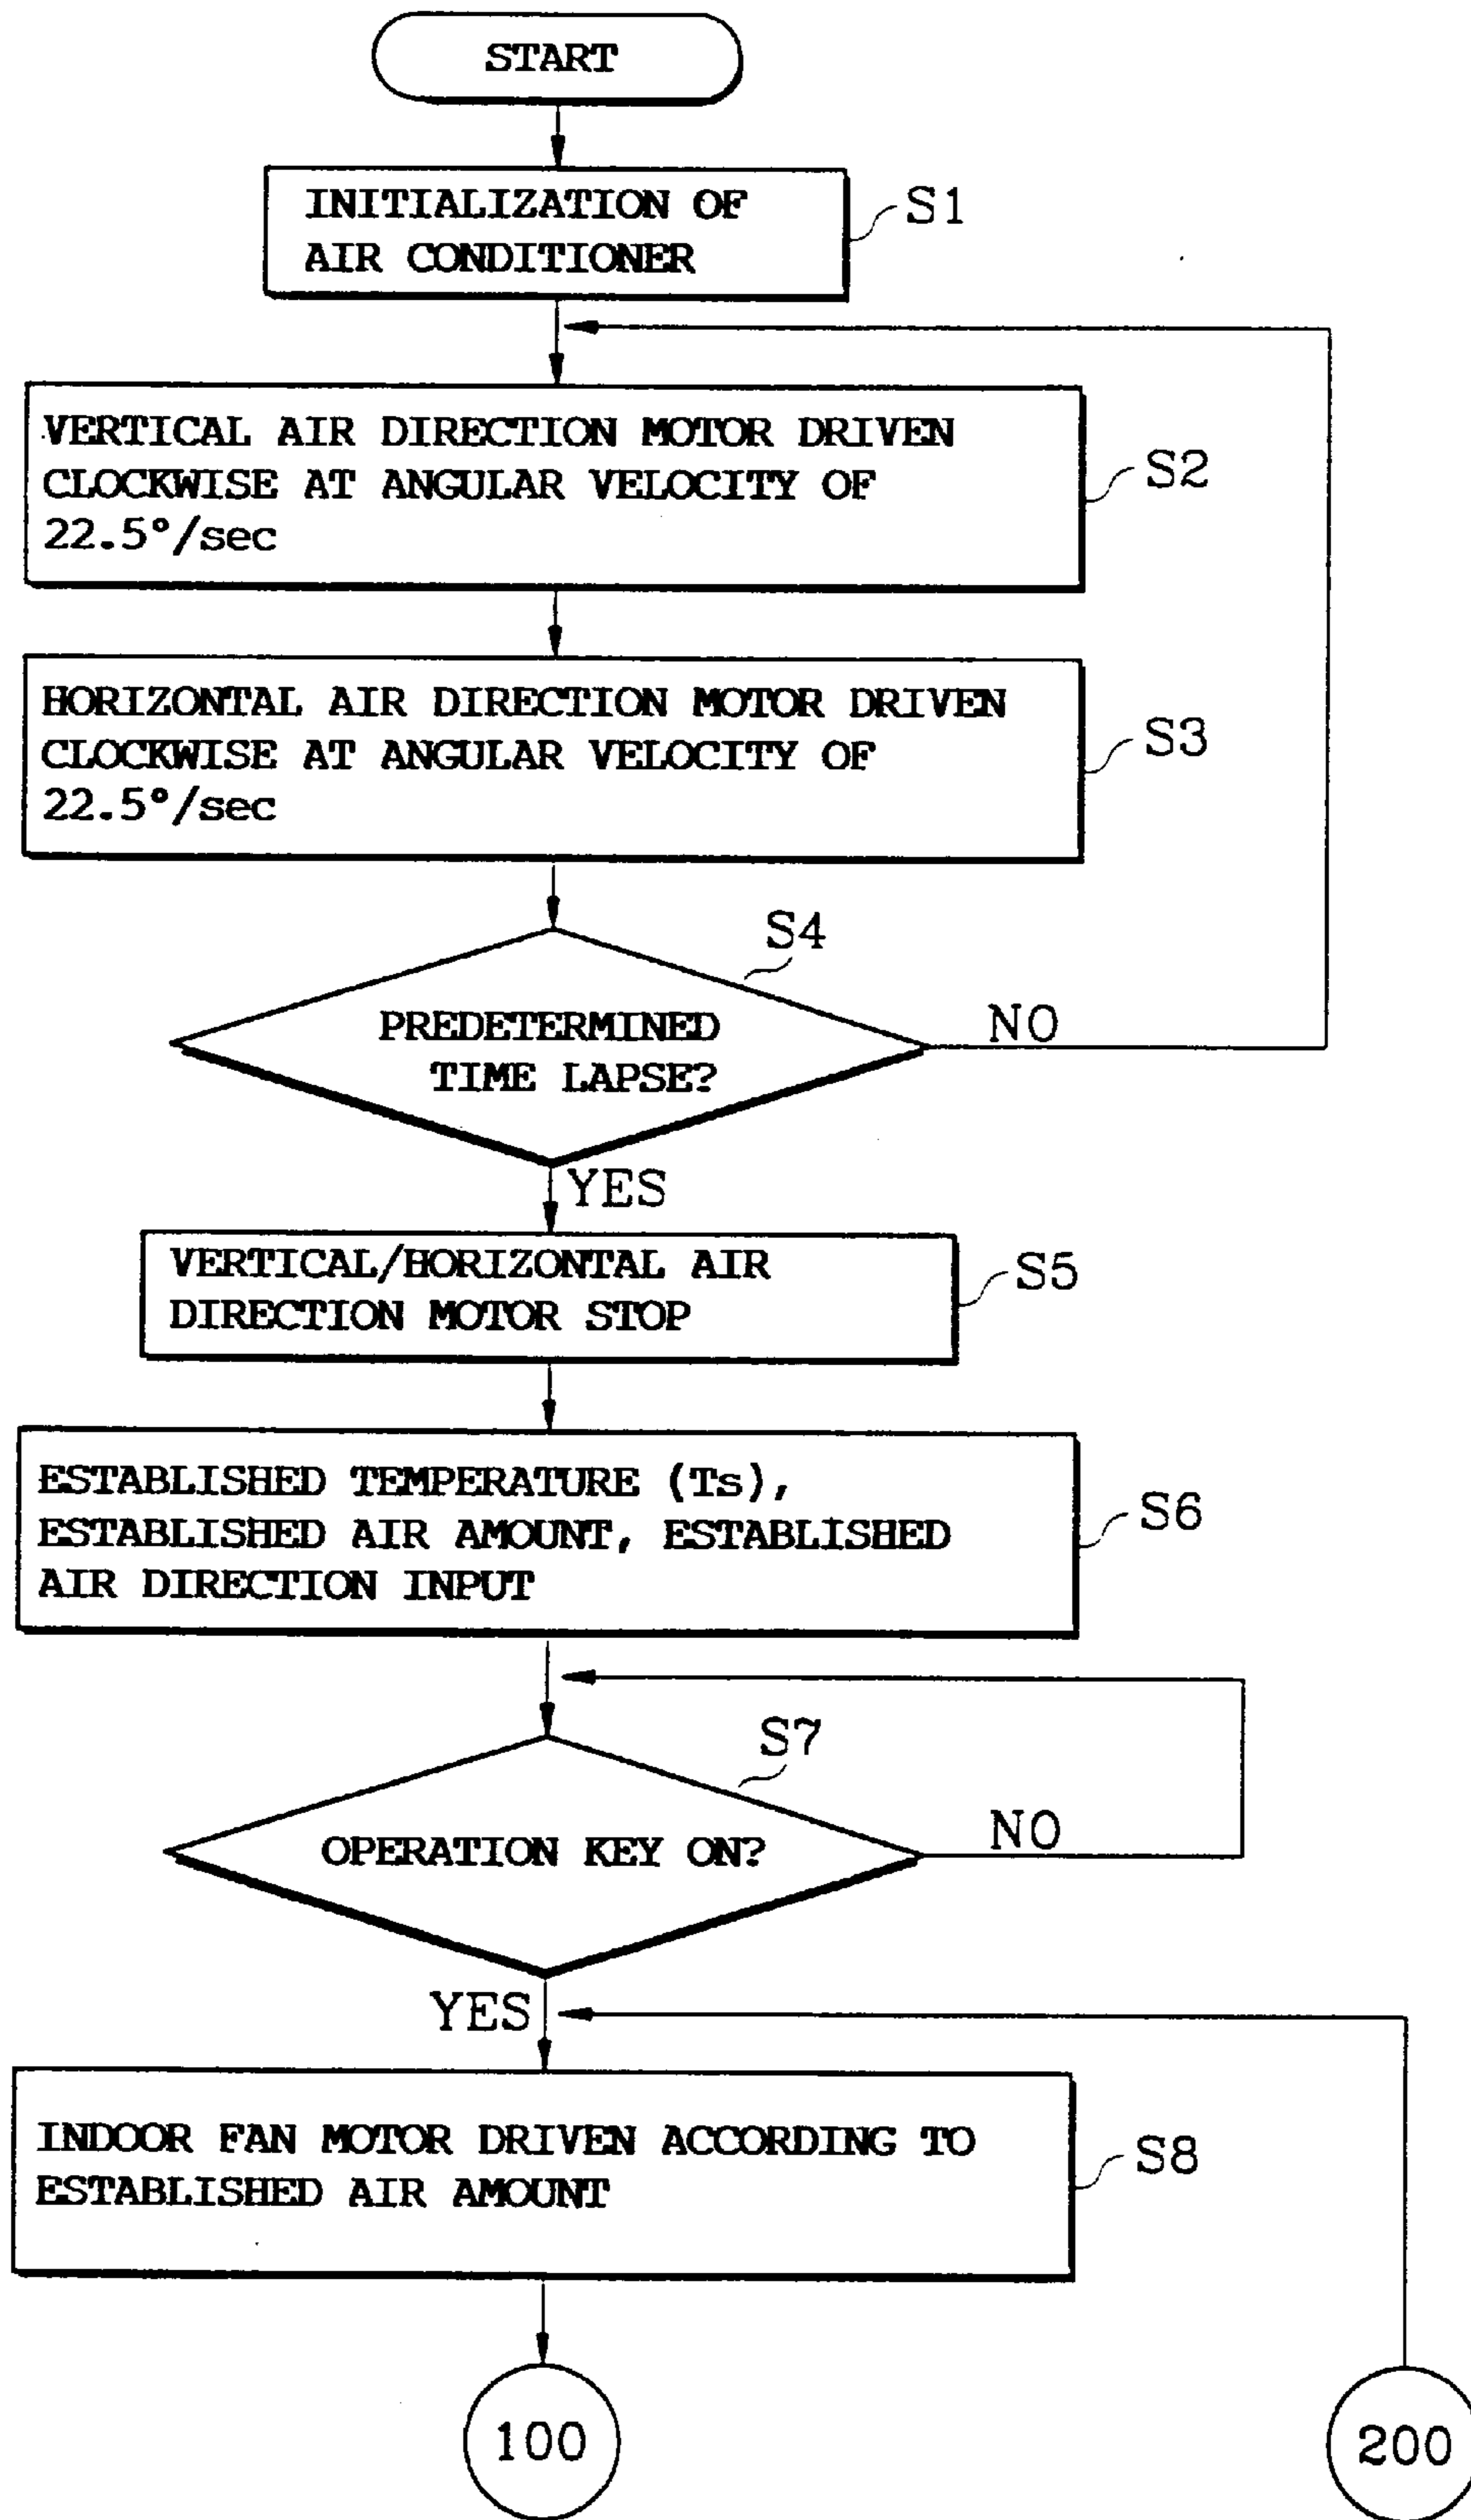 START
INITIALIZATION OF
AIR CONDITIONER
S1
VERTICAL AIR DIRECTION MOTOR DRIVEN
CLOCKWISE AT ANGULAR VELOCITY OF
22.5°/sec
S2
HORIZONTAL AIR DIRECTION MOTOR DRIVEN
CLOCKWISE AT ANGULAR VELOCITY OF
22.5°/sec
S3
S4
PREDETERMINED
TIME LAPSE?
NO
YES
VERTICAL/HORIZONTAL AIR
DIRECTION MOTOR STOP
S5
ESTABLISHED TEMPERATURE (Ts),
ESTABLISHED AIR AMOUNT, ESTABLISHED
AIR DIRECTION INPUT
S6
S7
OPERATION KEY ON?
NO
YES
INDOOR FAN MOTOR DRIVEN ACCORDING TO
ESTABLISHED AIR AMOUNT
S8
100
200